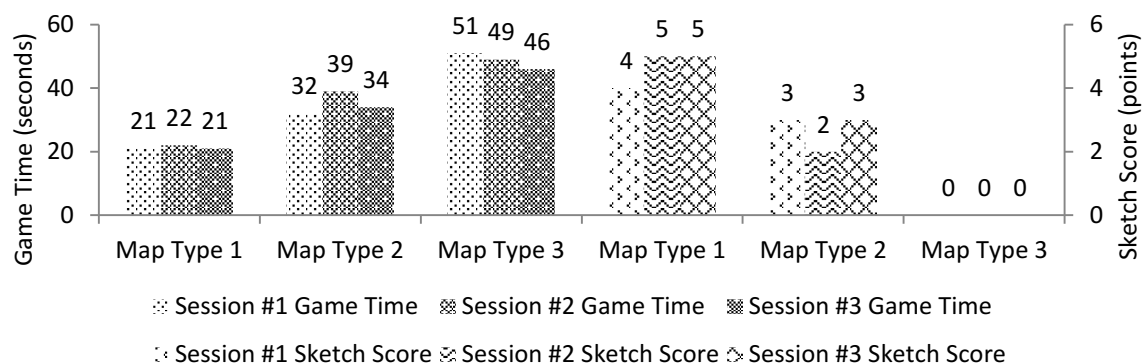 Game Time (seconds)
60
40
20
0
21 22 21
32 39 34
51 49 46
4 5 5
3 2 3
0 0 0
6
4
2
0
Sketch Score (points)
Map Type 1 Map Type 2 Map Type 3 Map Type 1 Map Type 2 Map Type 3
Session #1 Game Time Session #2 Game Time Session #3 Game Time
Session #1 Sketch Score Session #2 Sketch Score Session #3 Sketch Score